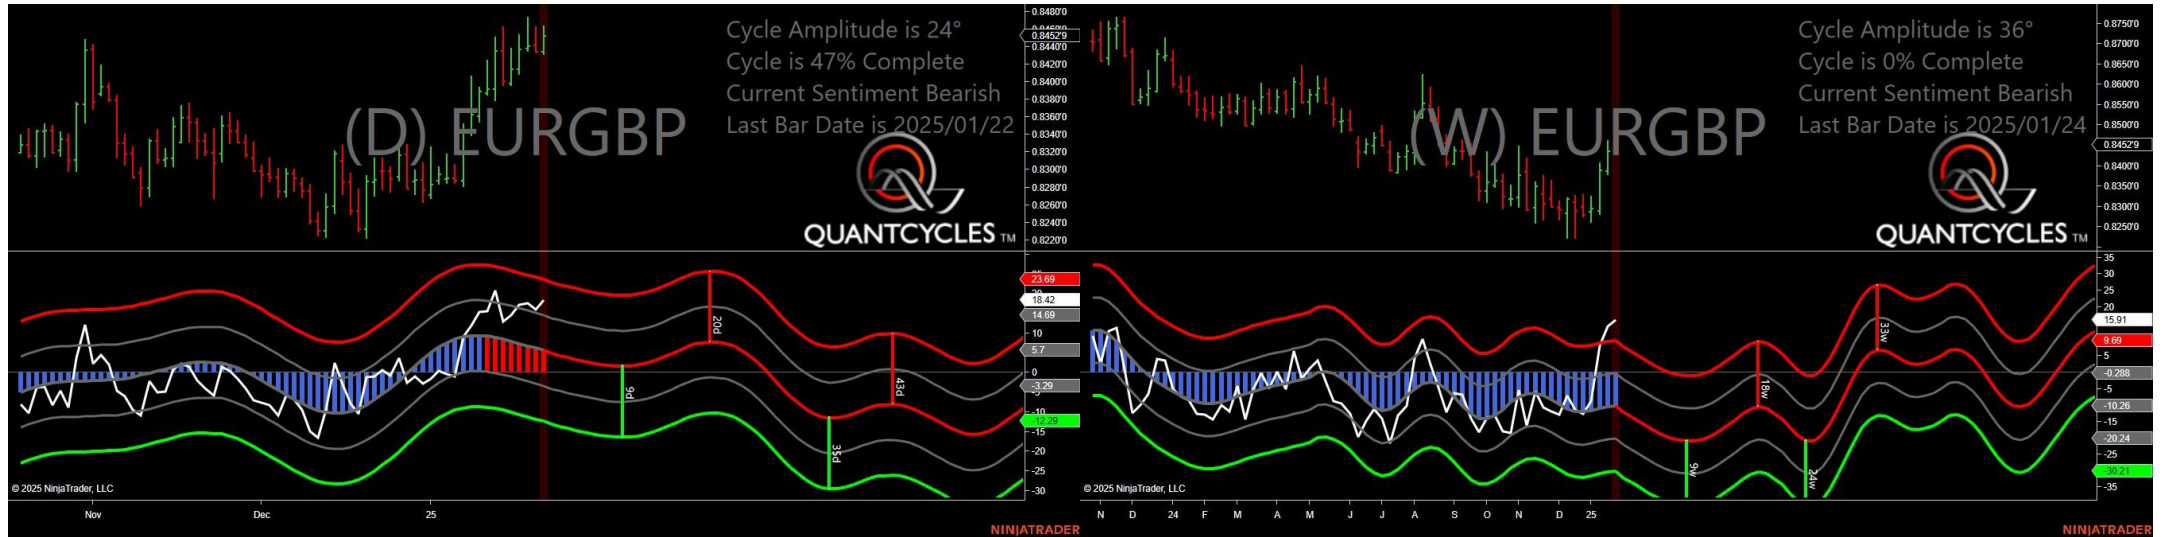 Cycle Amplitude is 24°
Cycle is 47% Complete
Current Sentiment Bearish
Last Bar Date is 2025/01/22
(D) EURGBP
QUANTCYCLES TM
0.8480'0
0.8452'9
0.8440'0
0.8420'0
0.8400'0
0.8380'0
0.8360'0
0.8340'0
0.8320'0
0.8300'0
0.8280'0
0.8260'0
0.8240'0
0.8220'0
23.69
18.42
14.69
10
5.7
0
-3.29
-12.29
-15
-20
-25
-30
9d
20d
35d
43d
© 2025 NinjaTrader, LLC
Nov Dec 25
NINJATRADER
Cycle Amplitude is 36°
Cycle is 0% Complete
Current Sentiment Bearish
Last Bar Date is 2025/01/24
(W) EURGBP
QUANTCYCLES TM
0.8750'0
0.8700'0
0.8650'0
0.8600'0
0.8550'0
0.8500'0
0.8452'9
0.8400'0
0.8350'0
0.8300'0
0.8250'0
35
30
25
20
15.91
9.69
5
-0.288
-5
-10.26
-15
-20.24
-25
-30.21
-35
9w
18w
24w
33w
© 2025 NinjaTrader, LLC
N D 24 F M A M J J A S O N D 25
NINJATRADER